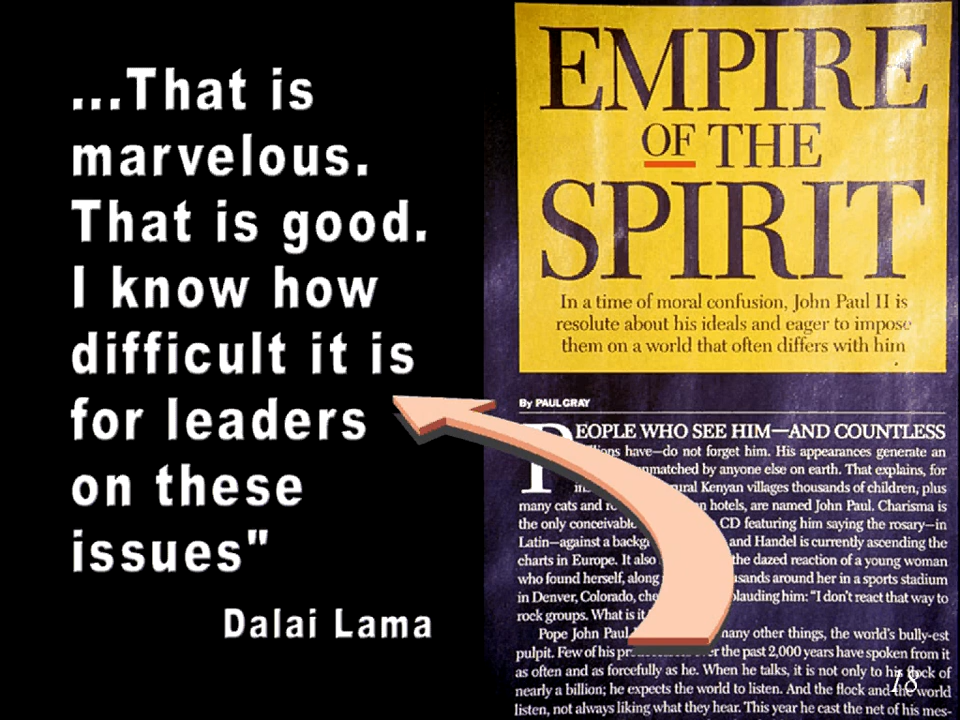 ...That is
marvelous.
That is good.
I know how
difficult it is
for leaders
on these
issues"
Dalai Lama
EMPIRE
OF THE
SPIRIT
In a time of moral confusion, John Paul II is
resolute about his ideals and eager to impose
them on a world that often differs with him
By PAUL GRAY
PEOPLE WHO SEE HIM—AND COUNTLESS
have—do not forget him. His appearances generate an
unmatched by anyone else on earth. That explains, for
rural Kenyan villages thousands of children, plus
many cats and hotels, are named John Paul. Charisma is
the only conceivable CD featuring him saying the rosary—in
Latin—against a and Handel is currently ascending the
charts in Europe. It also the dazed reaction of a young woman
who found herself, along around her in a sports stadium
in Denver, Colorado, him: "I don't react that way to
rock groups. What is it
Pope John Paul many other things, the world's bully-est
pulpit. Few of his the past 2,000 years have spoken from it
as often and as forcefully as he. When he talks, it is not only to his flock of
nearly a billion; he expects the world to listen. And the flock and the world
listen, not always liking what they hear. This year he cast the net of his mes-
18